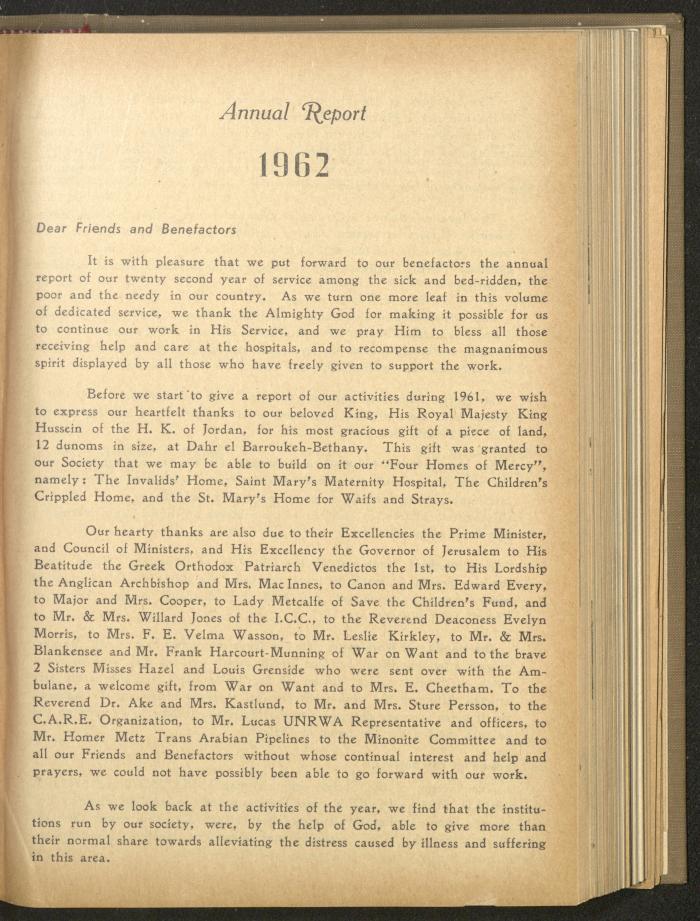 Annual Report
1962
Dear Friends and Benefactors
It is with pleasure that we put forward to our benefactors the annual
report of our twenty second year of service among the sick and bed-ridden, the
poor and the needy in our country. As we turn one more leaf in this volume
of dedicated service, we thank the Almighty God for making it possible for us
to continue our work in His Service, and we pray Him to bless all those
receiving help and care at the hospitals, and to recompense the magnanimous
spirit displayed by all those who have freely given to support the work.
Before we start to give a report of our activities during 1961, we wish
to express our heartfelt thanks to our beloved King, His Royal Majesty King
Hussein of the H. K. of Jordan, for his most gracious gift of a piece of land,
12 dunoms in size, at Dahr el Barroukeh-Bethany. This gift was granted to
our Society that we may be able to build on it our "Four Homes of Mercy",
namely: The Invalids' Home, Saint Mary's Maternity Hospital, The Children's
Crippled Home, and the St. Mary's Home for Waifs and Strays.
Our hearty thanks are also due to their Excellencies the Prime Minister,
and Council of Ministers, and His Excellency the Governor of Jerusalem to His
Beatitude the Greek Orthodox Patriarch Venedictos the 1st, to His Lordship
the Anglican Archbishop and Mrs. Mac Innes, to Canon and Mrs. Edward Every,
to Major and Mrs. Cooper, to Lady Metcalfe of Save the Children's Fund, and
to Mr. & Mrs. Willard Jones of the I.C.C., to the Reverend Deaconess Evelyn
Morris, to Mrs. F. E. Velma Wasson, to Mr. Leslie Kirkley, to Mr. & Mrs.
Blankensee and Mr. Frank Harcourt-Munning of War on Want and to the brave
2 Sisters Misses Hazel and Louis Grenside who were sent over with the Am-
bulane, a welcome gift, from War on Want and to Mrs. E. Cheetham. To the
Reverend Dr. Ake and Mrs. Kastlund, to Mr. and Mrs. Sture Persson, to the
C.A.R.E. Organization, to Mr. Lucas UNRWA Representative and officers, to
Mr. Homer Metz Trans Arabian Pipelines to the Minonite Committee and to
all our Friends and Benefactors without whose continual interest and help and
prayers, we could not have possibly been able to go forward with our work.
As we look back at the activities of the year, we find that the institu-
tions run by our society, were, by the help of God, able to give more than
their normal share towards alleviating the distress caused by illness and suffering
in this area.